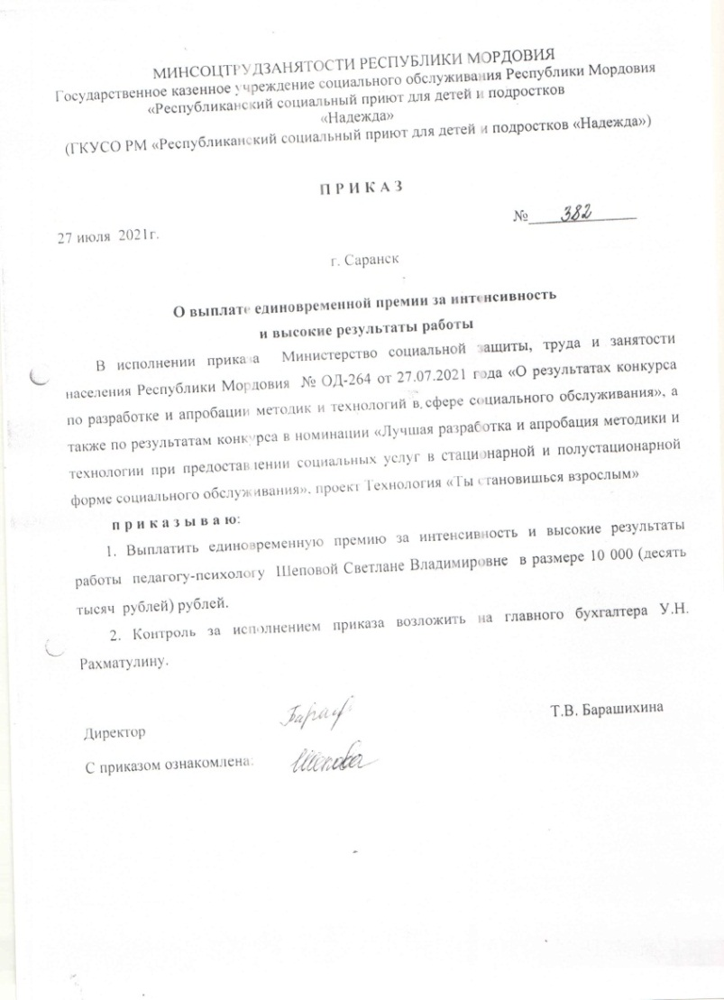 МИНСОЦТРУДЗАНЯТОСТИ РЕСПУБЛИКИ МОРДОВИЯ
Государственное казенное учреждение социального обслуживания Республики Мордовия
«Республиканский социальный приют для детей и подростков
«Надежда»
(ГКУСО РМ «Республиканский социальный приют для детей и подростков «Надежда»)
П Р И К А З
№ 382
27 июля 2021г.
г. Саранск
О выплате единовременной премии за интенсивность
и высокие результаты работы
В исполнении приказа Министерство социальной защиты, труда и занятости
населения Республики Мордовия № ОД-264 от 27.07.2021 года «О результатах конкурса
по разработке и апробации методик и технологий в сфере социального обслуживания», а
также по результатам конкурса в номинации «Лучшая разработка и апробация методики и
технологии при предоставлении социальных услуг в стационарной и полустационарной
форме социального обслуживания». проект Технология «Ты становишься взрослым»
п р и к а з ы в а ю:
1. Выплатить единовременную премию за интенсивность и высокие результаты
работы педагогу-психологу Шеповой Светлане Владимировне в размере 10 000 (десять
тысяч рублей) рублей.
2. Контроль за исполнением приказа возложить на главного бухгалтера У.Н.
Рахматулину.
Директор Т.В. Барашихина
С приказом ознакомлена: